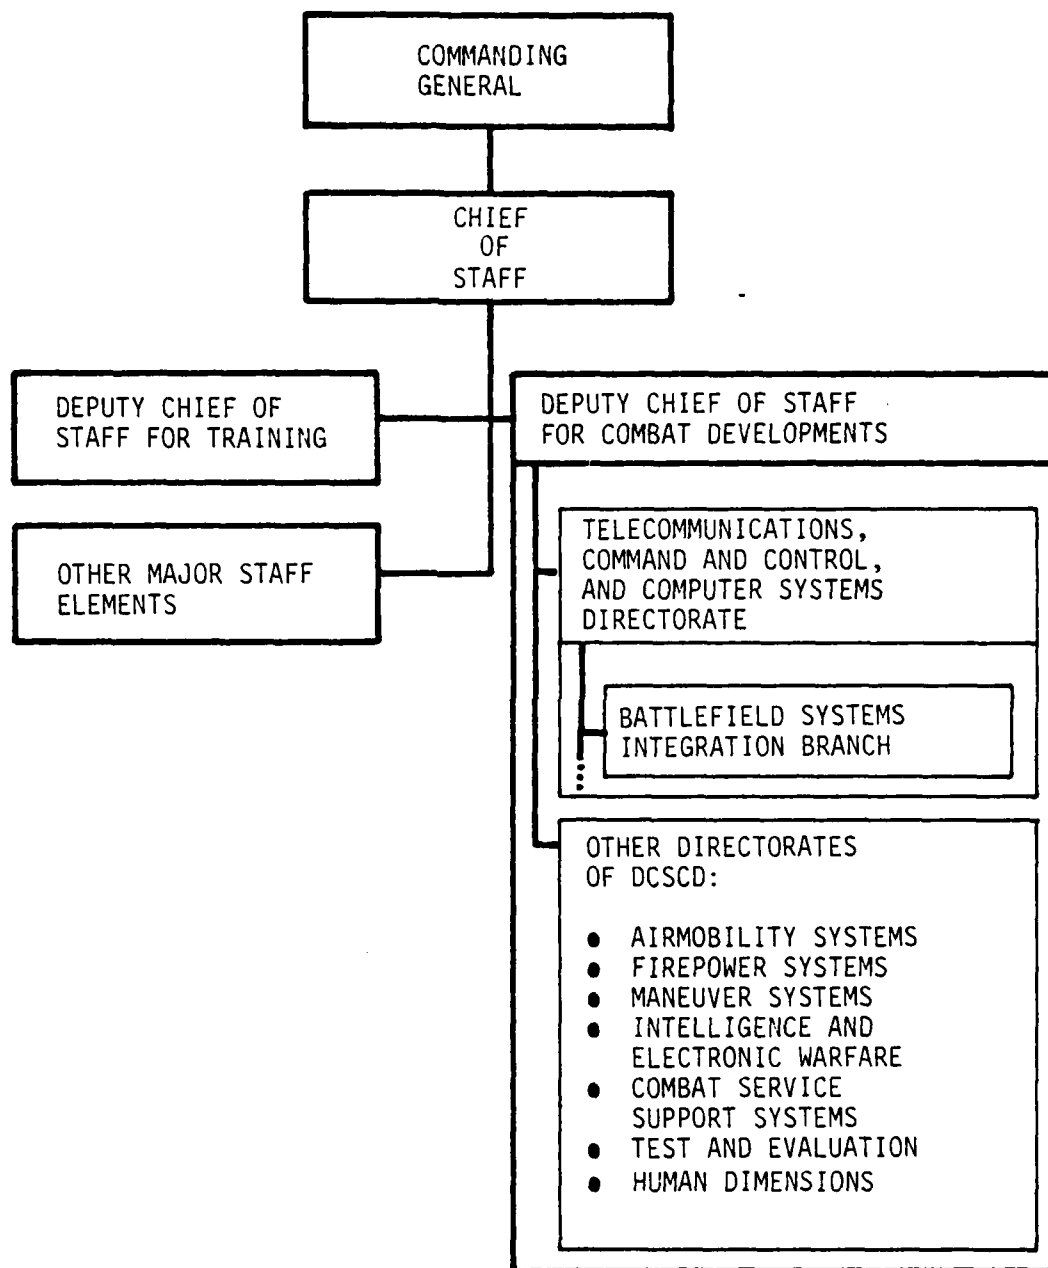 COMMANDING
GENERAL
CHIEF
OF
STAFF
DEPUTY CHIEF OF
STAFF FOR TRAINING
OTHER MAJOR STAFF
ELEMENTS
DEPUTY CHIEF OF STAFF
FOR COMBAT DEVELOPMENTS
TELECOMMUNICATIONS,
COMMAND AND CONTROL,
AND COMPUTER SYSTEMS
DIRECTORATE
BATTLEFIELD SYSTEMS
INTEGRATION BRANCH
OTHER DIRECTORATES
OF DCSCD:
● AIRMOBILITY SYSTEMS
● FIREPOWER SYSTEMS
● MANEUVER SYSTEMS
● INTELLIGENCE AND
ELECTRONIC WARFARE
● COMBAT SERVICE
SUPPORT SYSTEMS
● TEST AND EVALUATION
● HUMAN DIMENSIONS